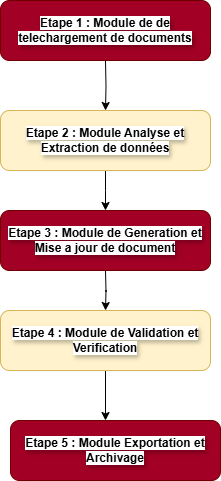 Etape 1 : Module de de
telechargement de documents
Etape 2 : Module Analyse et
Extraction de données
Etape 3 : Module de Generation et
Mise a jour de document
Etape 4 : Module de Validation et
Verification
Etape 5 : Module Exportation et
Archivage